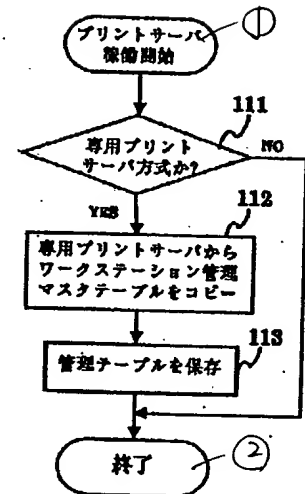 ①
プリントサーバ
稼働開始
111
専用プリント
サーバ方式か?
NO
YES
112
専用プリントサーバから
ワークステーション管理
マスタテーブルをコピー
113
管理テーブルを保存
終了
②